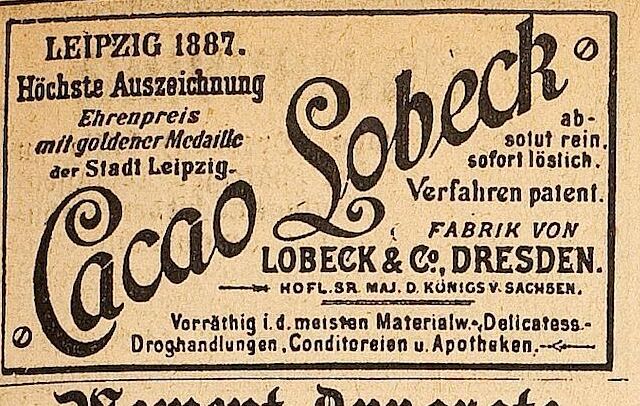 LEIPZIG 1887.
Höchste Auszeichnung
Ehrenpreis
mit goldener Medaille
der Stadt Leipzig.
Cacao Lobeck
ab-
solut rein,
sofort löslich.
Verfahren patent.
FABRIK VON
LOBECK & Co., DRESDEN.
HOFL. SR. MAJ. D. KÖNIGS V. SACHSEN.
Vorräthig i. d. meisten Materialw.-, Delicatess-
Droghandlungen, Conditoreien u. Apotheken.